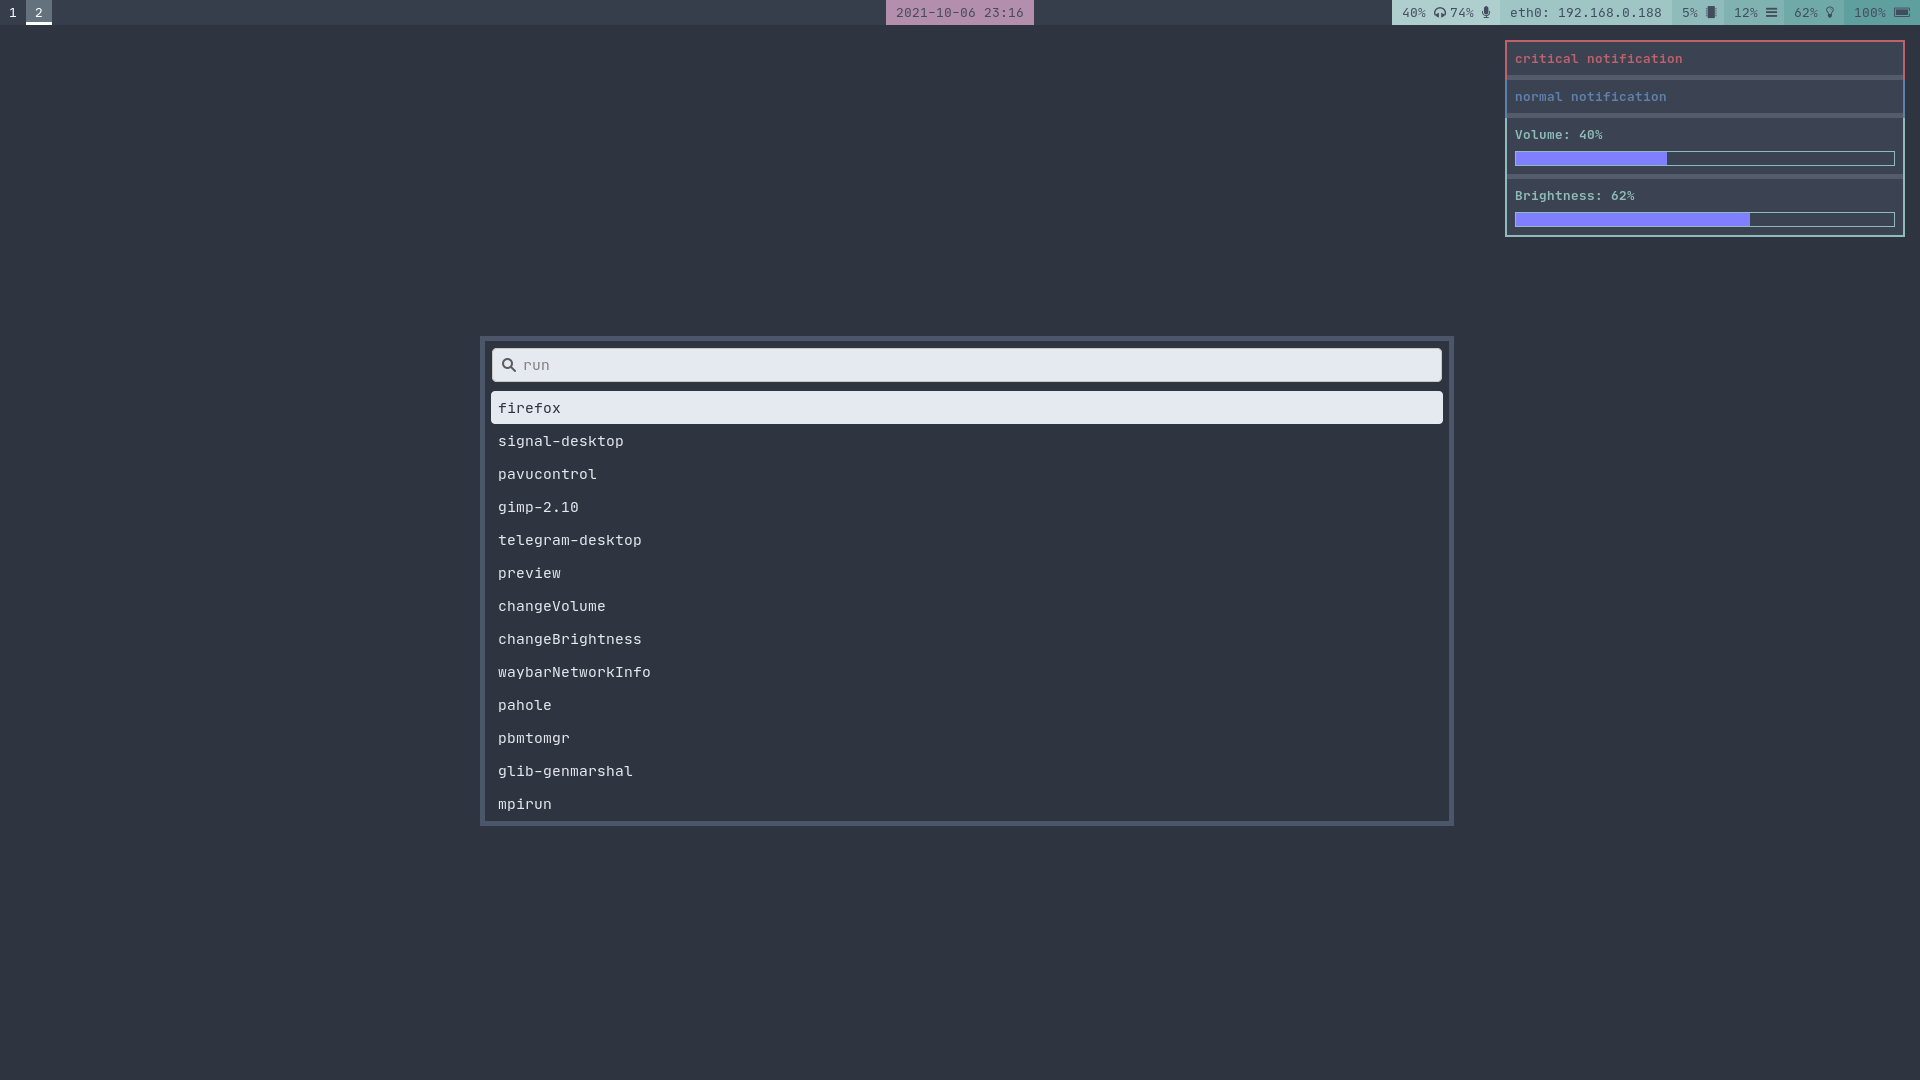 1 2 2021-10-06 23:16 40% 74% eth0: 192.168.0.188 5% 12% 62% 100%
critical notification
normal notification
Volume: 40%
Brightness: 62%
run
firefox
signal-desktop
pavucontrol
gimp-2.10
telegram-desktop
preview
changeVolume
changeBrightness
waybarNetworkInfo
pahole
pbmtomgr
glib-genmarshal
mpirun